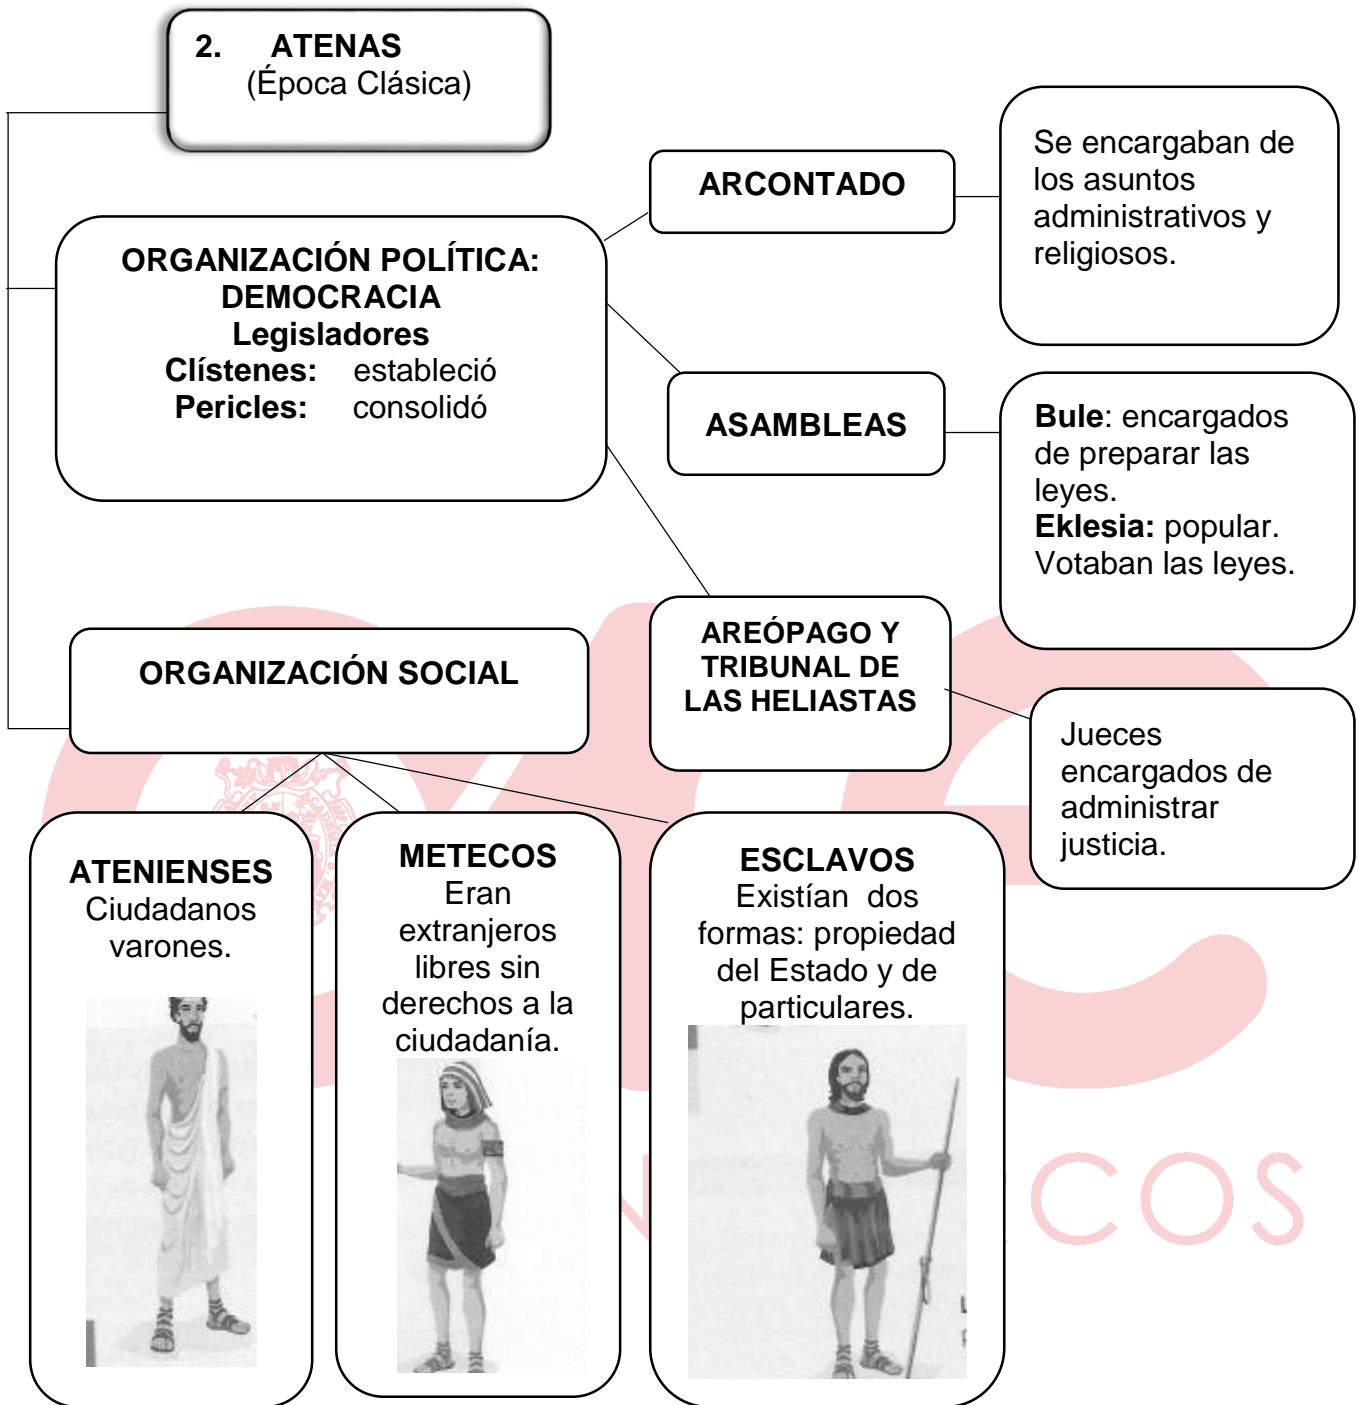 2. ATENAS
(Época Clásica)
ORGANIZACIÓN POLÍTICA:
DEMOCRACIA
Legisladores
Clístenes: estableció
Pericles: consolidó
ARCONTADO
Se encargaban de
los asuntos
administrativos y
religiosos.
ASAMBLEAS
Bule: encargados
de preparar las
leyes.
Eklesia: popular.
Votaban las leyes.
AREÓPAGO Y
TRIBUNAL DE
LAS HELIASTAS
Jueces
encargados de
administrar
justicia.
ORGANIZACIÓN SOCIAL
ATENIENSES
Ciudadanos
varones.
METECOS
Eran
extranjeros
libres sin
derechos a la
ciudadanía.
ESCLAVOS
Existían dos
formas: propiedad
del Estado y de
particulares.
COS